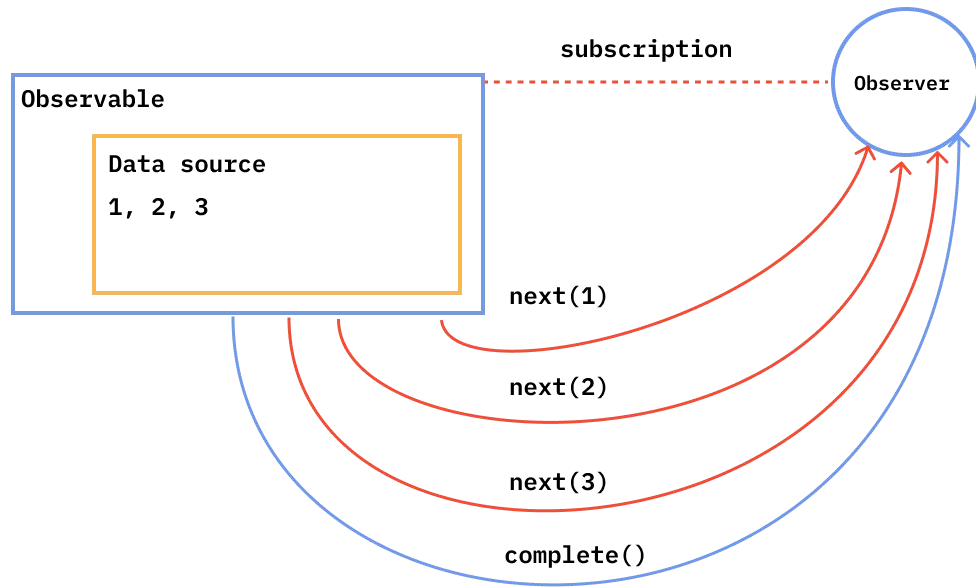 subscription
Observable
Observer
Data source
1, 2, 3
next(1)
next(2)
next(3)
complete()